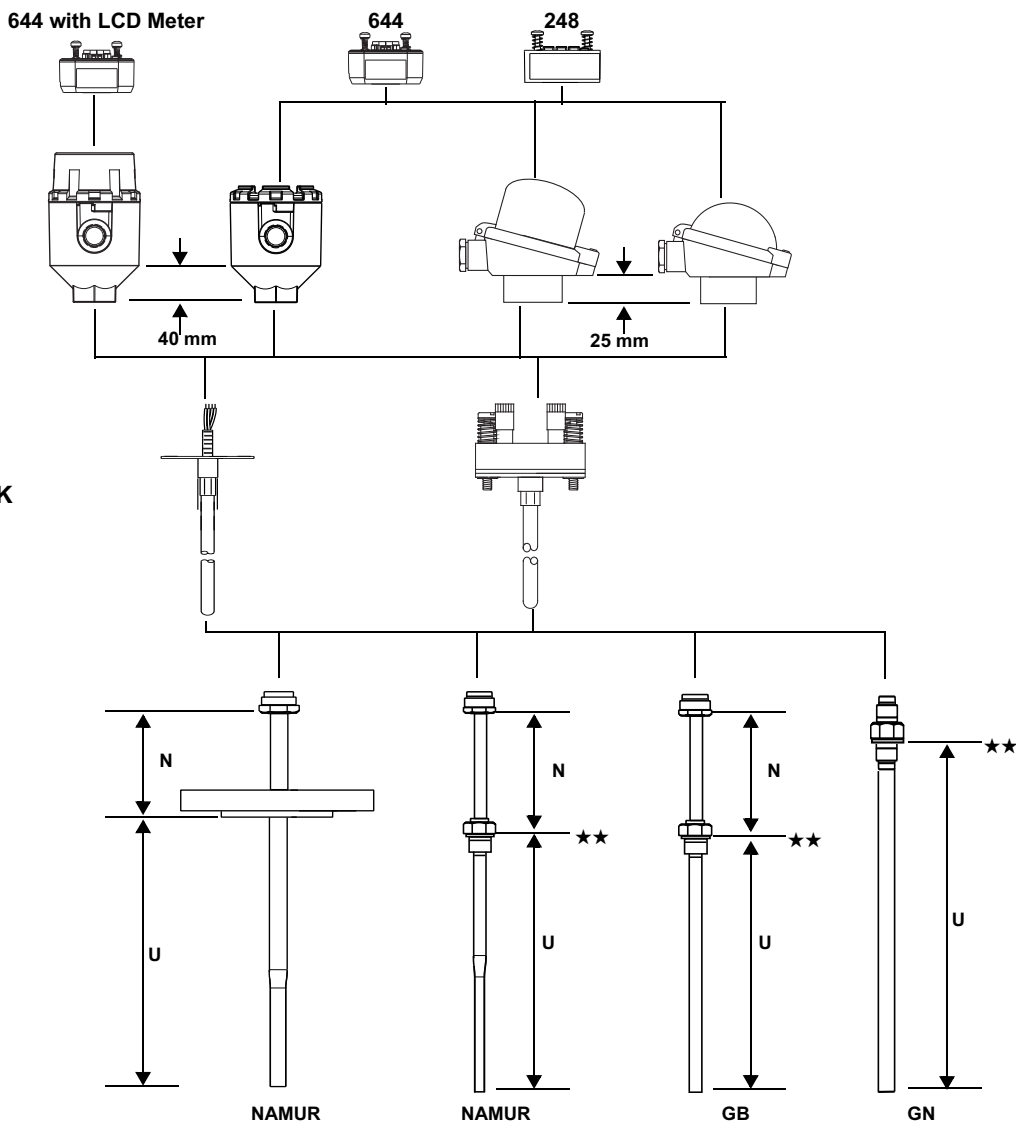 644 with LCD Meter
644
248
40 mm
25 mm
K
N
N
N
★★
★★
★★
U
U
U
U
NAMUR
NAMUR
GB
GN